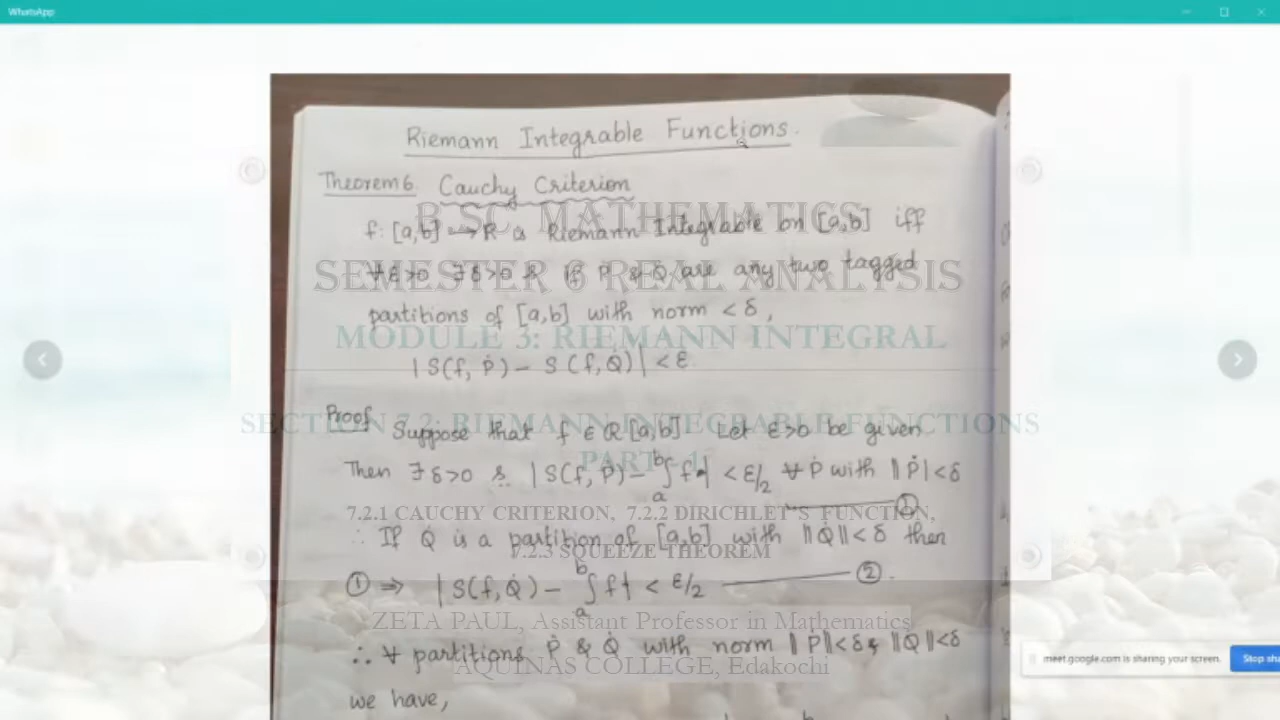 WhatsApp
Riemann Integrable Functions.
Theorem 6. Cauchy Criterion
f: [a,b] → R is Riemann Integrable on [a,b] iff
∀ ε>0 ∃ δ>0 ∋ if Ṗ & Q̇ are any two tagged
partitions of [a,b] with norm < δ,
|S(f, Ṗ) – S(f, Q̇)| < ε.
Proof
Suppose that f ∈ R[a,b]. Let ε>0 be given.
Then ∃ δ>0 ∋ |S(f, Ṗ) – ∫ₐᵇ f| < ε/2 ∀ Ṗ with ||Ṗ|| < δ
①
∴ If Q̇ is a partition of [a,b] with ||Q̇|| < δ then
① ⇒ |S(f, Q̇) – ∫ₐᵇ f| < ε/2 ②.
∴ ∀ partitions Ṗ & Q̇ with norm ||Ṗ||<δ & ||Q̇||<δ
we have,
B.SC. MATHEMATICS
SEMESTER 6 REAL ANALYSIS
MODULE 3: RIEMANN INTEGRAL
SECTION 7.2: RIEMANN INTEGRABLE FUNCTIONS
PART - 1
7.2.1 CAUCHY CRITERION, 7.2.2 DIRICHLET'S FUNCTION,
7.2.3 SQUEEZE THEOREM
ZETA PAUL, Assistant Professor in Mathematics
AQUINAS COLLEGE, Edakochi
meet.google.com is sharing your screen.
Stop sha